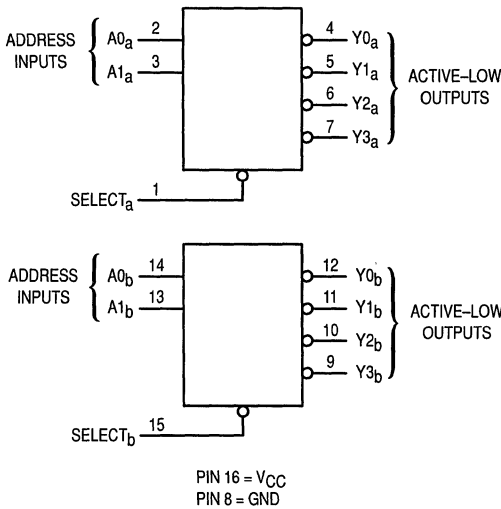 ADDRESS
INPUTS
A0a 2
A1a 3
4 Y0a
5 Y1a
6 Y2a
7 Y3a
ACTIVE–LOW
OUTPUTS
SELECTa 1
ADDRESS
INPUTS
A0b 14
A1b 13
12 Y0b
11 Y1b
10 Y2b
9 Y3b
ACTIVE–LOW
OUTPUTS
SELECTb 15
PIN 16 = VCC
PIN 8 = GND